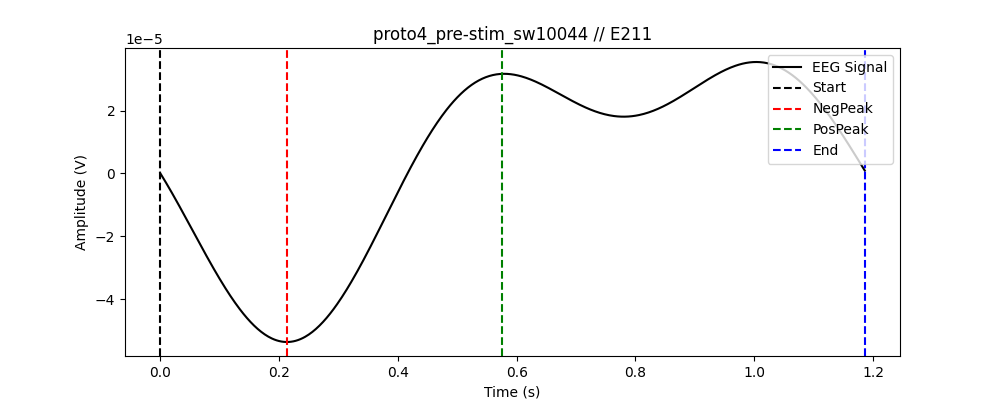 proto4_pre-stim_sw10044 // E211
1e−5
EEG Signal
Start
NegPeak
PosPeak
End
Amplitude (V)
2
0
−2
−4
0.0 0.2 0.4 0.6 0.8 1.0 1.2
Time (s)